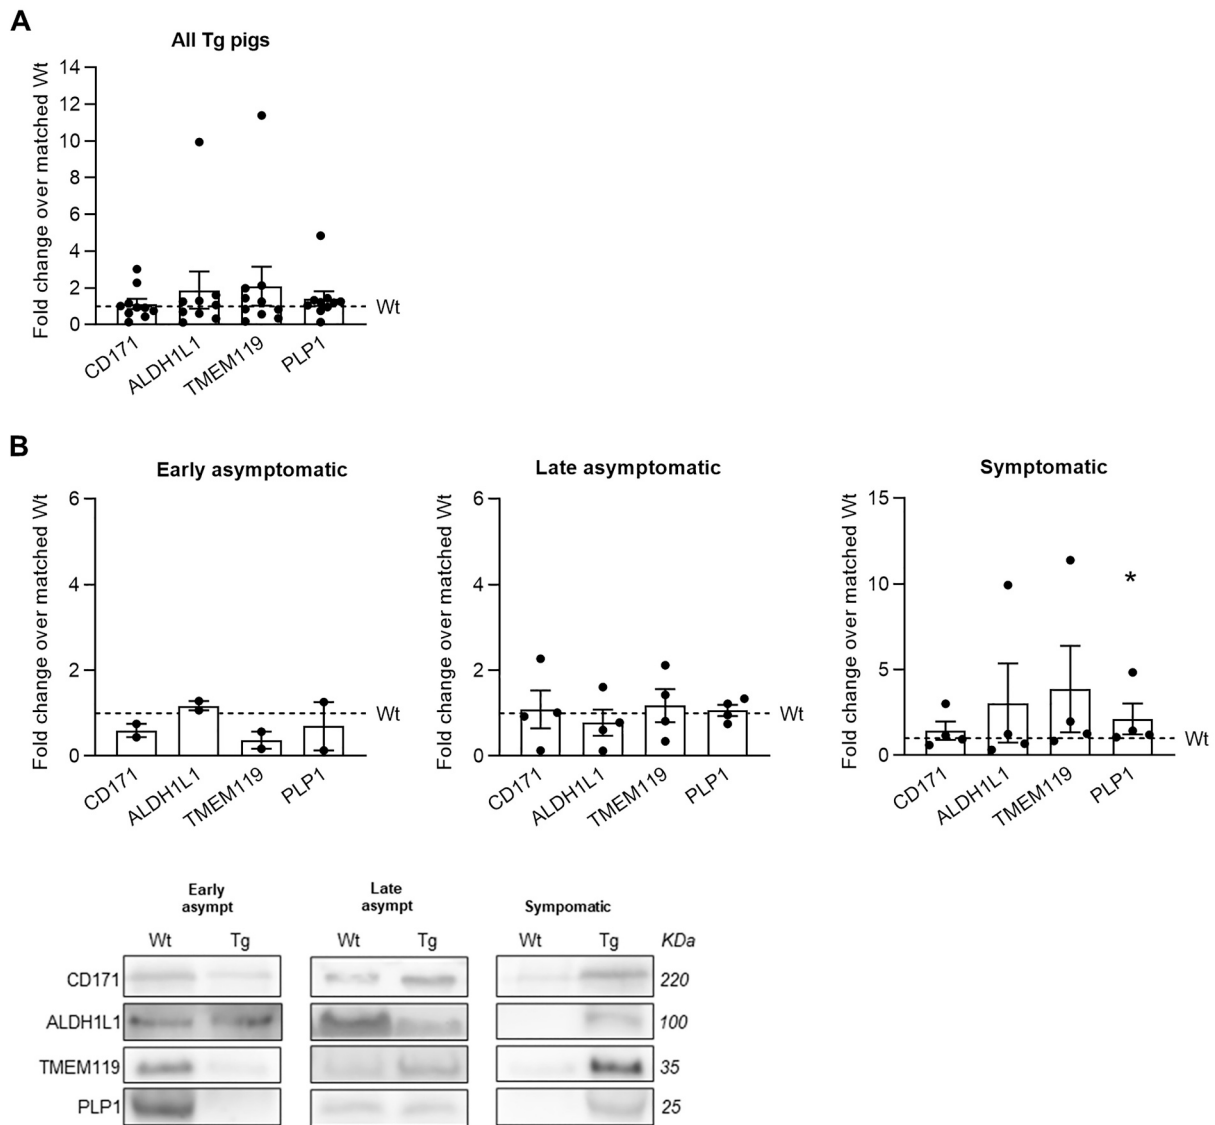 A
All Tg pigs
Fold change over matched Wt
14
12
10
8
6
4
2
0
Wt
CD171
ALDH1L1
TMEM119
PLP1
B
Early asymptomatic
Fold change over matched Wt
6
4
2
0
Wt
CD171
ALDH1L1
TMEM119
PLP1
Late asymptomatic
Fold change over matched Wt
6
4
2
0
Wt
CD171
ALDH1L1
TMEM119
PLP1
Symptomatic
Fold change over matched Wt
15
10
5
0
*
Wt
CD171
ALDH1L1
TMEM119
PLP1
Early
asympt
Late
asympt
Sympomatic
Wt Tg Wt Tg Wt Tg KDa
CD171 220
ALDH1L1 100
TMEM119 35
PLP1 25